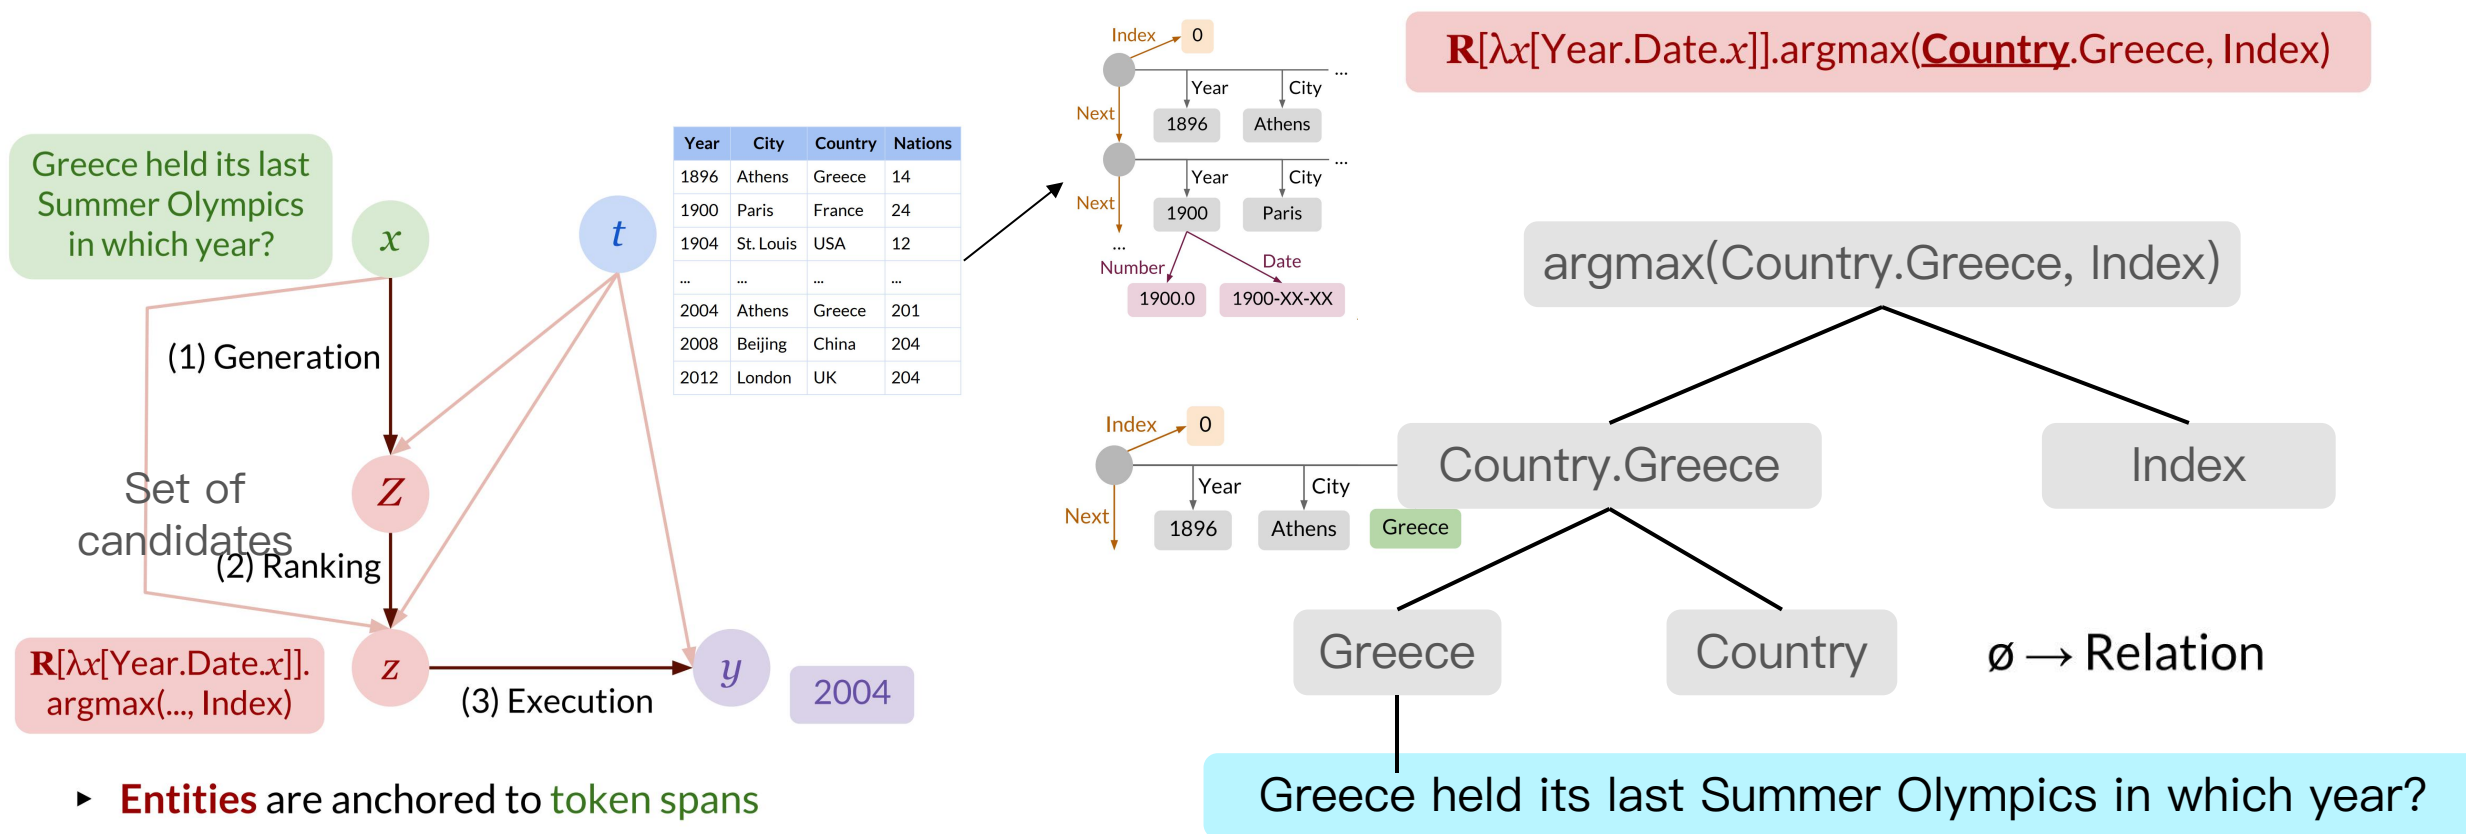 Greece held its last
Summer Olympics
in which year?
x
t
(1) Generation
Z
Set of
candidates
(2) Ranking
R[λx[Year.Date.x]].
argmax(..., Index)
z
(3) Execution
y
2004
Year City Country Nations
1896 Athens Greece 14
1900 Paris France 24
1904 St. Louis USA 12
... ... ... ...
2004 Athens Greece 201
2008 Beijing China 204
2012 London UK 204
Index 0
...
Year City
Next
1896 Athens
...
Year City
Next
1900 Paris
...
Number Date
1900.0 1900-XX-XX
Index 0
Year City
Next
1896 Athens Greece
R[λx[Year.Date.x]].argmax(Country.Greece, Index)
argmax(Country.Greece, Index)
Country.Greece Index
Greece Country ø → Relation
▸ Entities are anchored to token spans
Greece held its last Summer Olympics in which year?